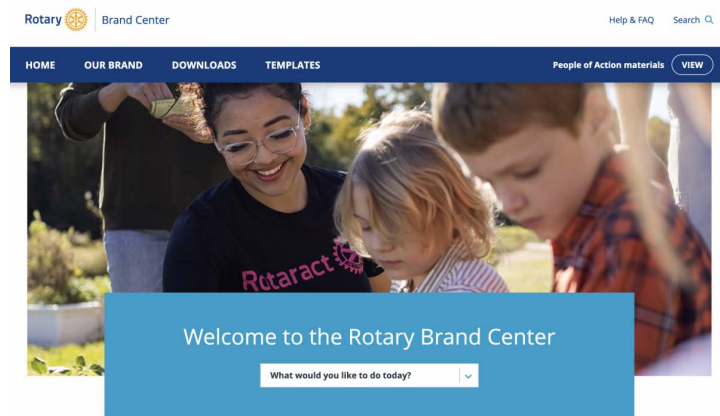 Rotary
Brand Center
Help & FAQ
Search
HOME
OUR BRAND
DOWNLOADS
TEMPLATES
People of Action materials
VIEW
Rotaract
Welcome to the Rotary Brand Center
What would you like to do today?